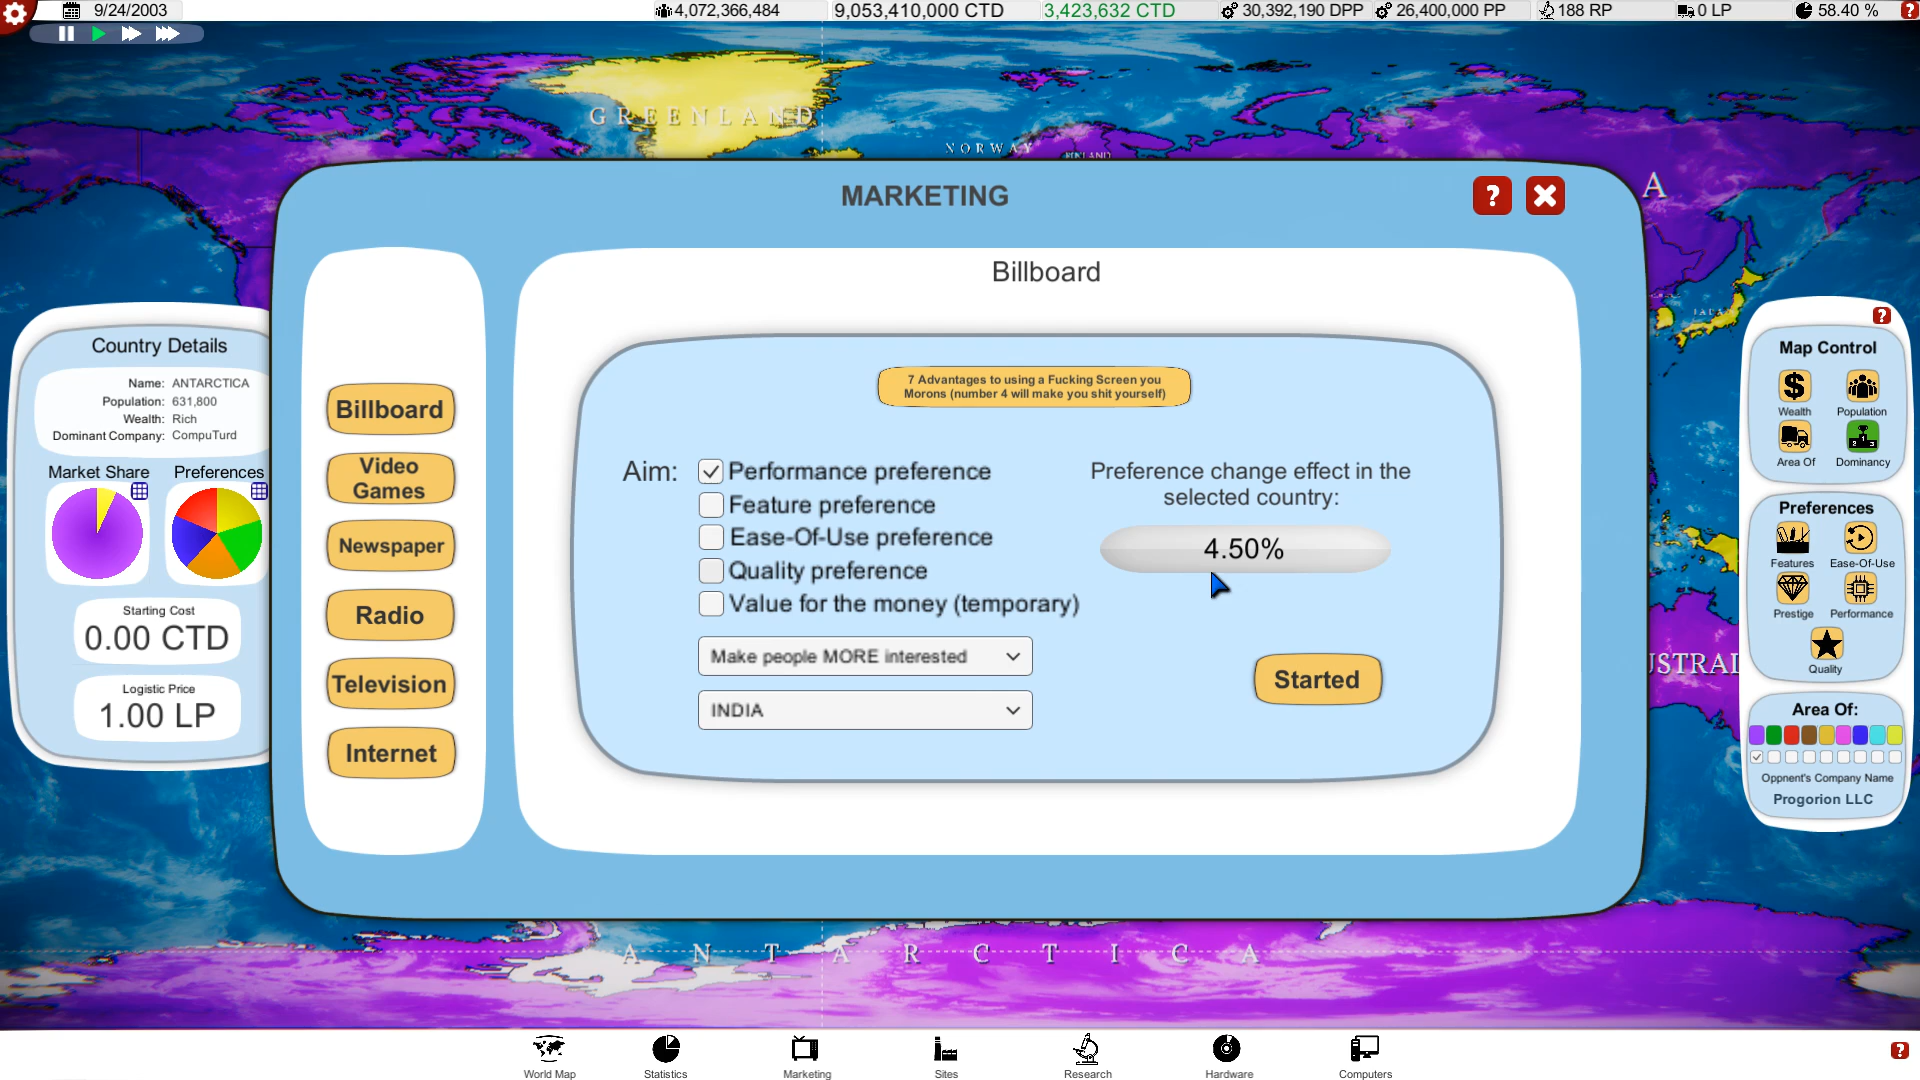 9/24/2003
4,072,366,484
9,053,410,000 CTD
3,423,632 CTD
30,392,190 DPP
26,400,000 PP
188 RP
0 LP
58.40 %
?
GREENLAND
NORWAY
FINLAND
A
MARKETING
?
Billboard
Billboard
Video
Games
Newspaper
Radio
Television
Internet
7 Advantages to using a Fucking Screen you
Morons (number 4 will make you shit yourself)
Aim:
Performance preference
Feature preference
Ease-Of-Use preference
Quality preference
Value for the money (temporary)
Make people MORE interested
INDIA
Preference change effect in the
selected country:
4.50%
Started
Country Details
Name: ANTARCTICA
Population: 631,800
Wealth: Rich
Dominant Company: CompuTurd
Market Share
Preferences
Starting Cost
0.00 CTD
Logistic Price
1.00 LP
JAPAN
USTRAL
?
Map Control
Wealth
Population
Area Of
1 2 3
Dominancy
Preferences
Features
Ease-Of-Use
Prestige
Performance
Quality
Area Of:
Oppnent's Company Name
Progorion LLC
ANTARCTICA
World Map
Statistics
Marketing
Sites
Research
Hardware
Computers
?